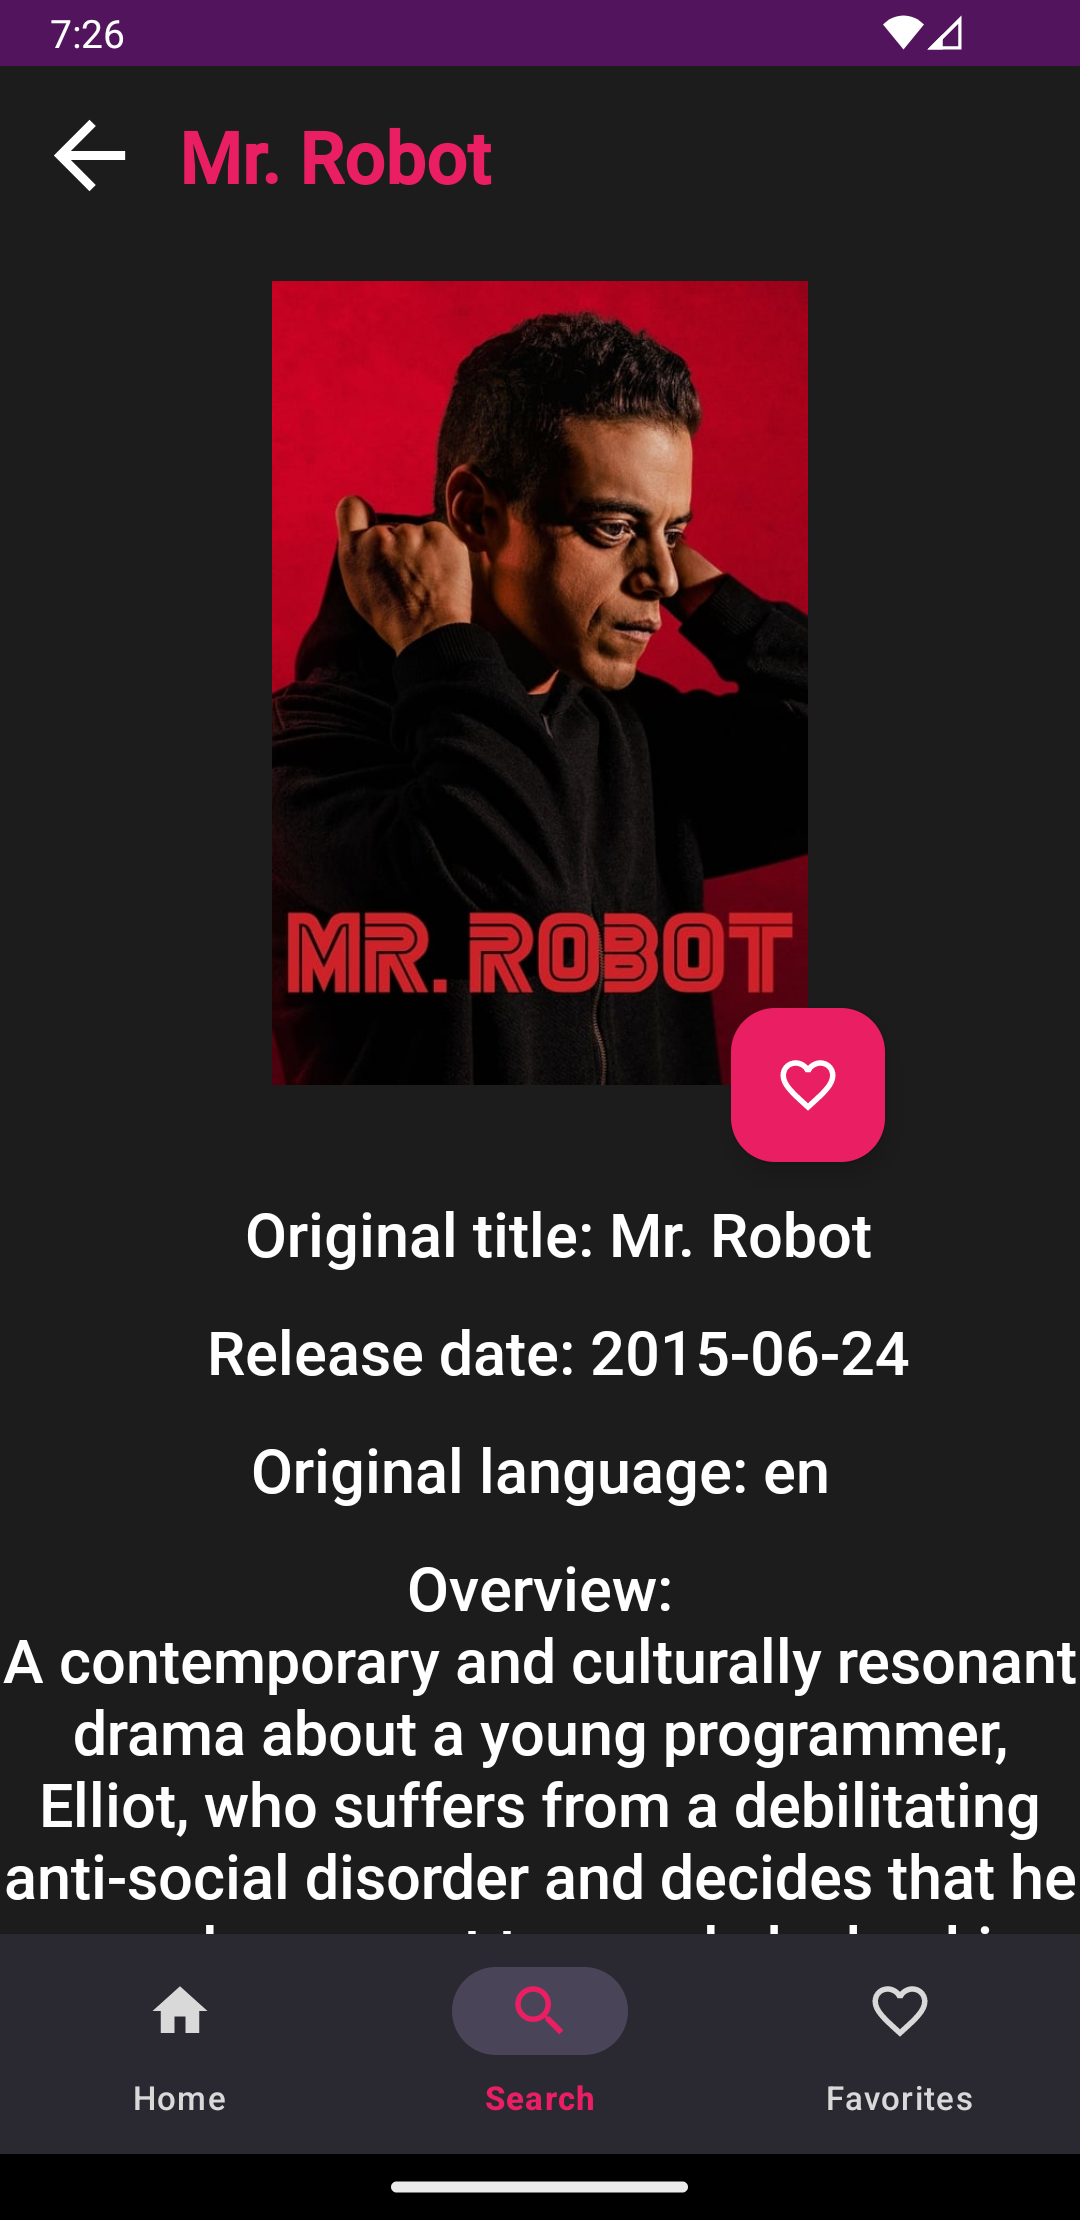 7:26
Mr. Robot
MR. ROBOT
Original title: Mr. Robot
Release date: 2015-06-24
Original language: en
Overview:
A contemporary and culturally resonant
drama about a young programmer,
Elliot, who suffers from a debilitating
anti-social disorder and decides that he
Home
Search
Favorites